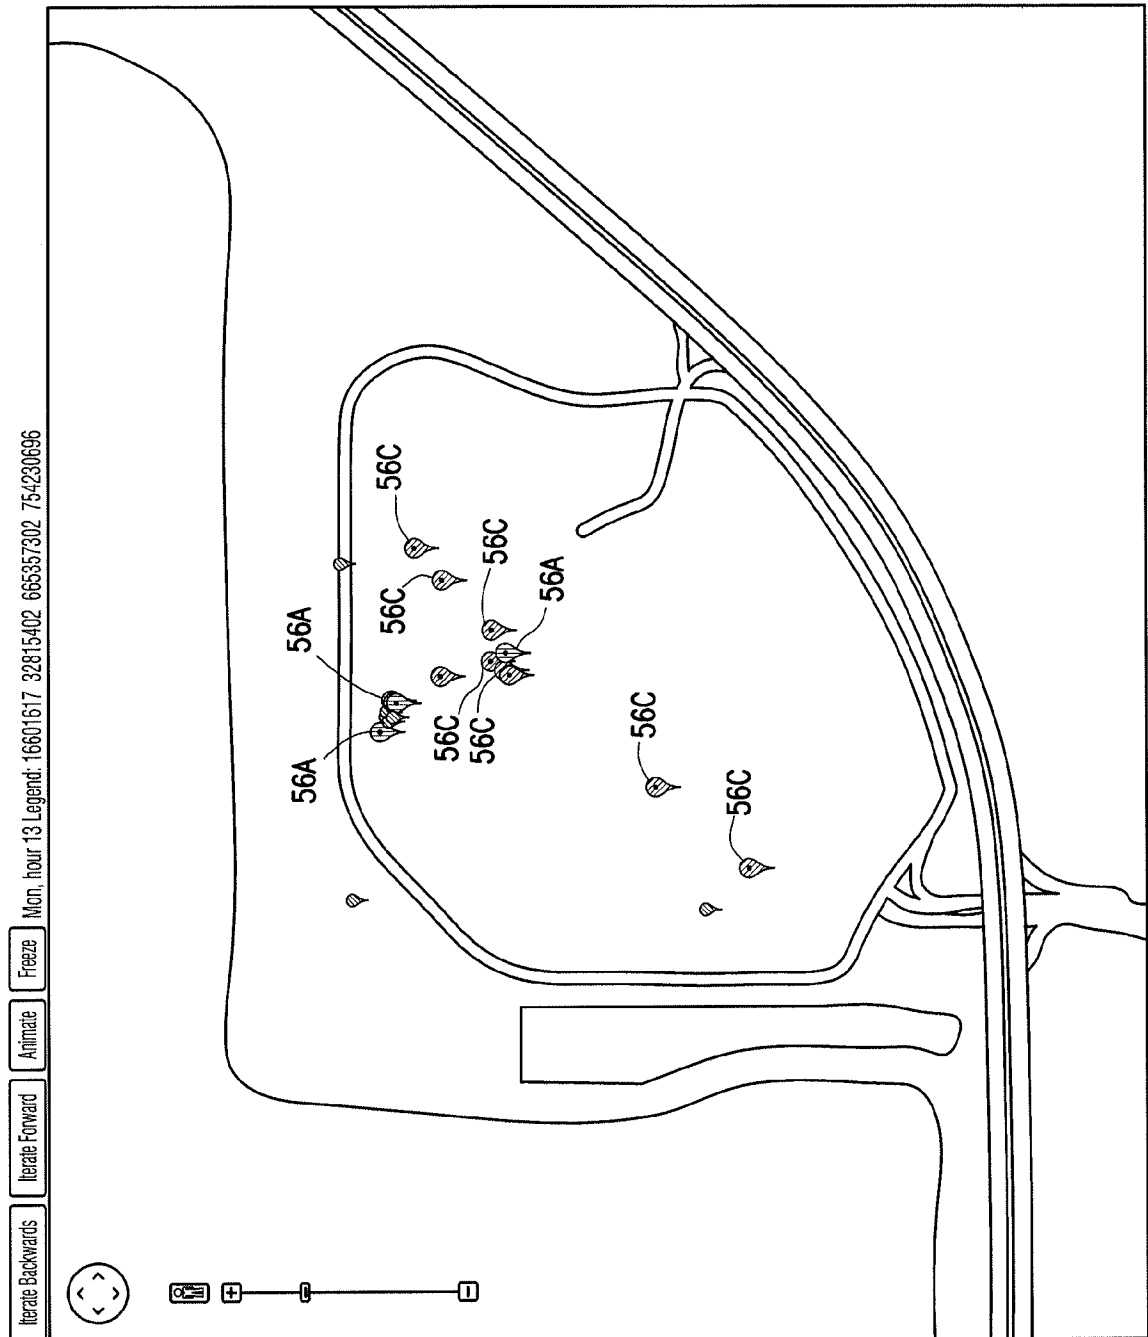 Iterate Backwards
Iterate Forward
Animate
Freeze
Mon, hour 13 Legend: 16601617 32815402 665357302 754230696
56A
56A
56C
56C
56C
56C
56C
56A
56C
56C